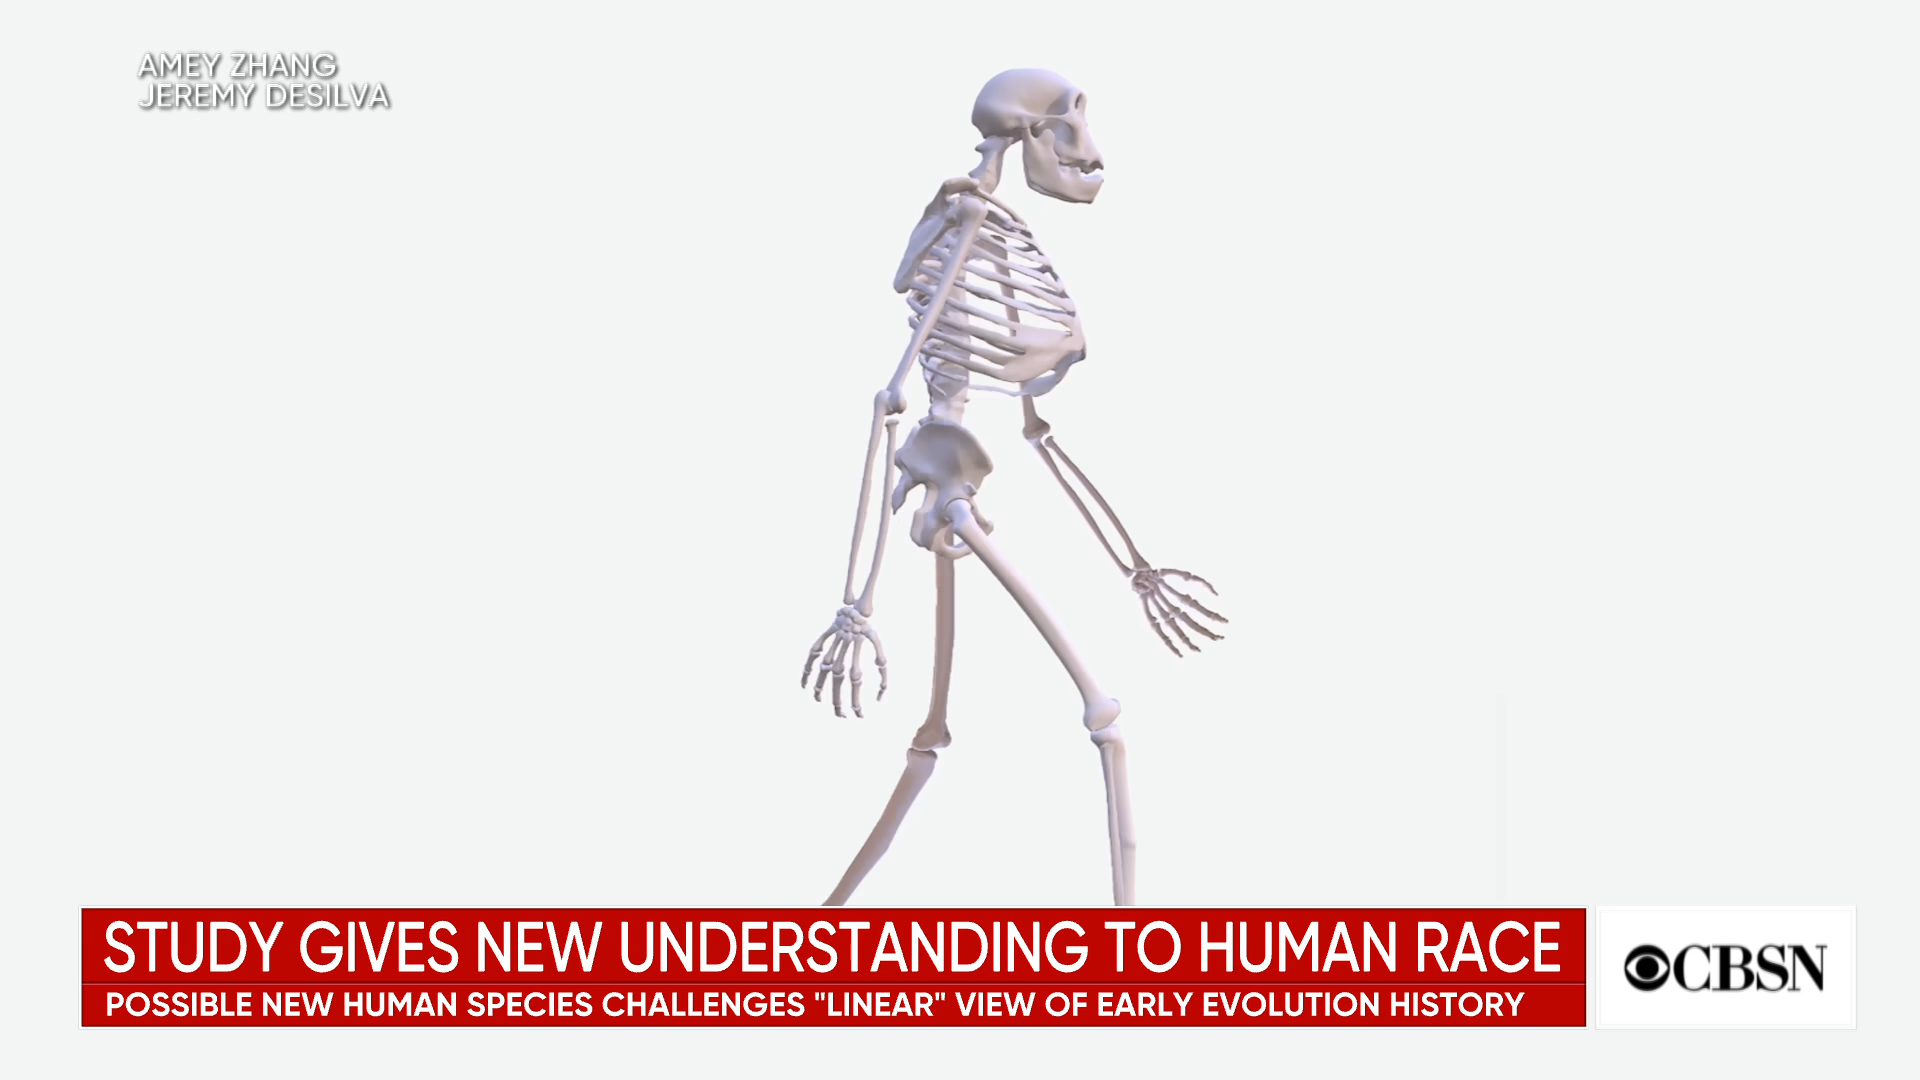 AMEY ZHANG
JEREMY DESILVA
STUDY GIVES NEW UNDERSTANDING TO HUMAN RACE
POSSIBLE NEW HUMAN SPECIES CHALLENGES "LINEAR" VIEW OF EARLY EVOLUTION HISTORY
CBSN